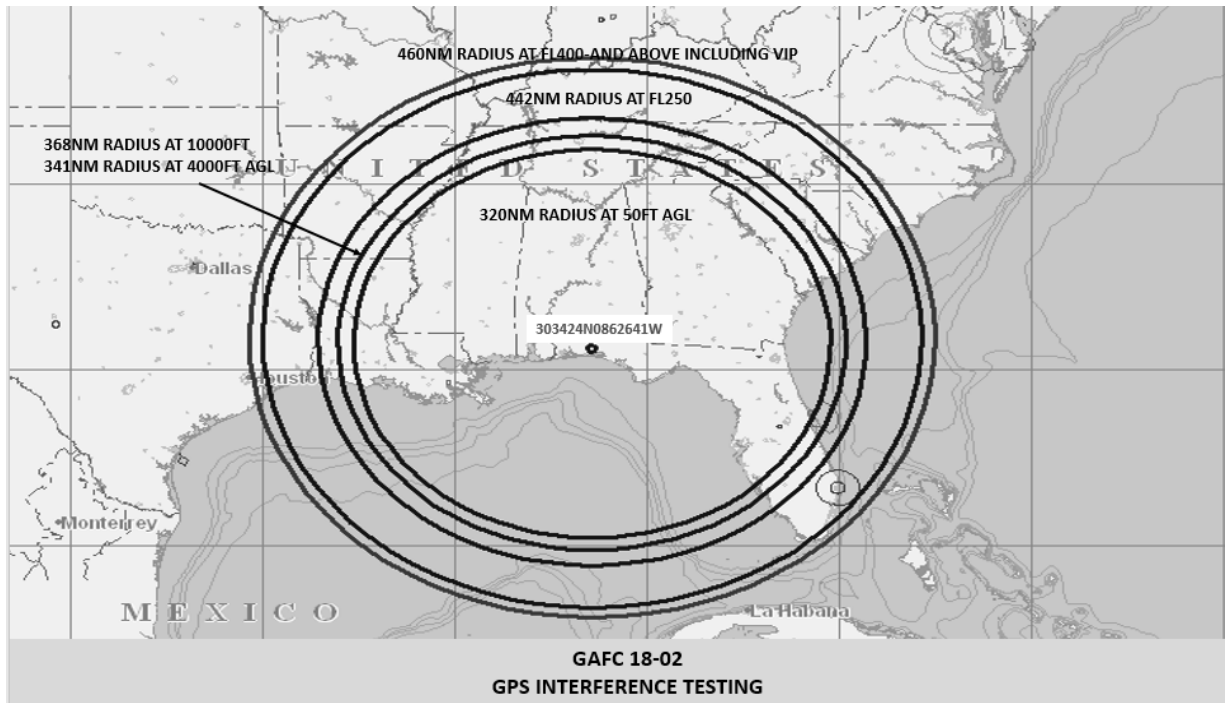 460NM RADIUS AT FL400-AND ABOVE INCLUDING VIP
442NM RADIUS AT FL250
368NM RADIUS AT 10000FT
341NM RADIUS AT 4000FT AGL
UNITED STATES
320NM RADIUS AT 50FT AGL
Dallas
303424N0862641W
Houston
Monterrey
MEXICO
La Habana
GAFC 18-02
GPS INTERFERENCE TESTING